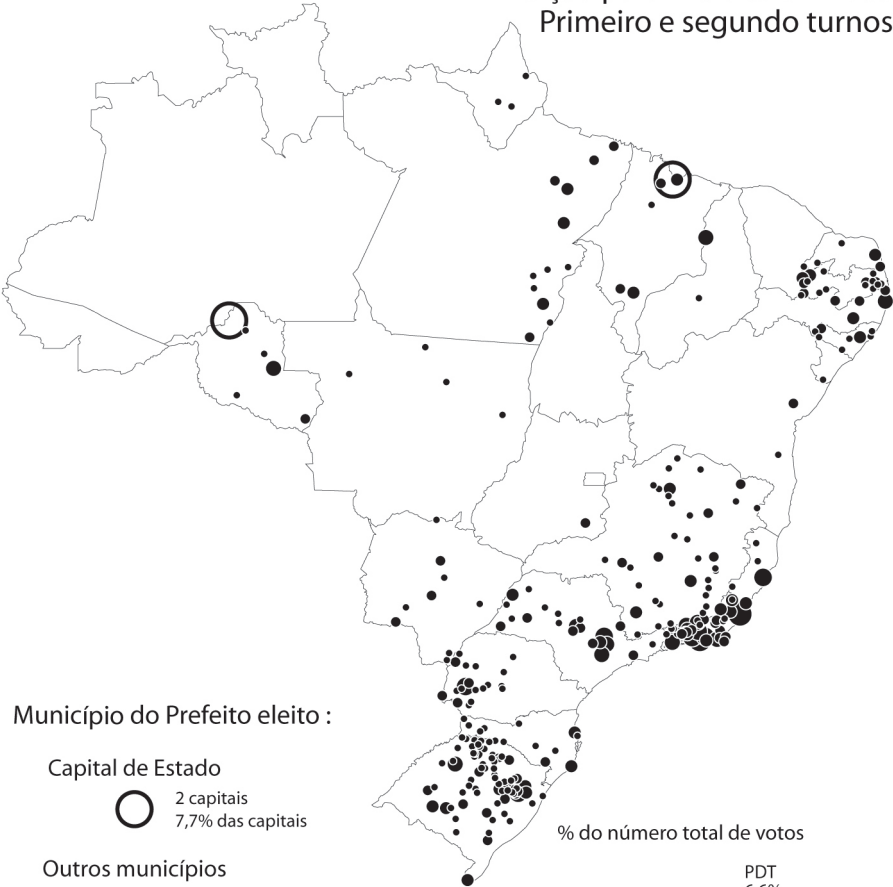 Primeiro e segundo turnos
Município do Prefeito eleito :
Capital de Estado
2 capitais
7,7% das capitais
Outros municípios
% do número total de votos
PDT